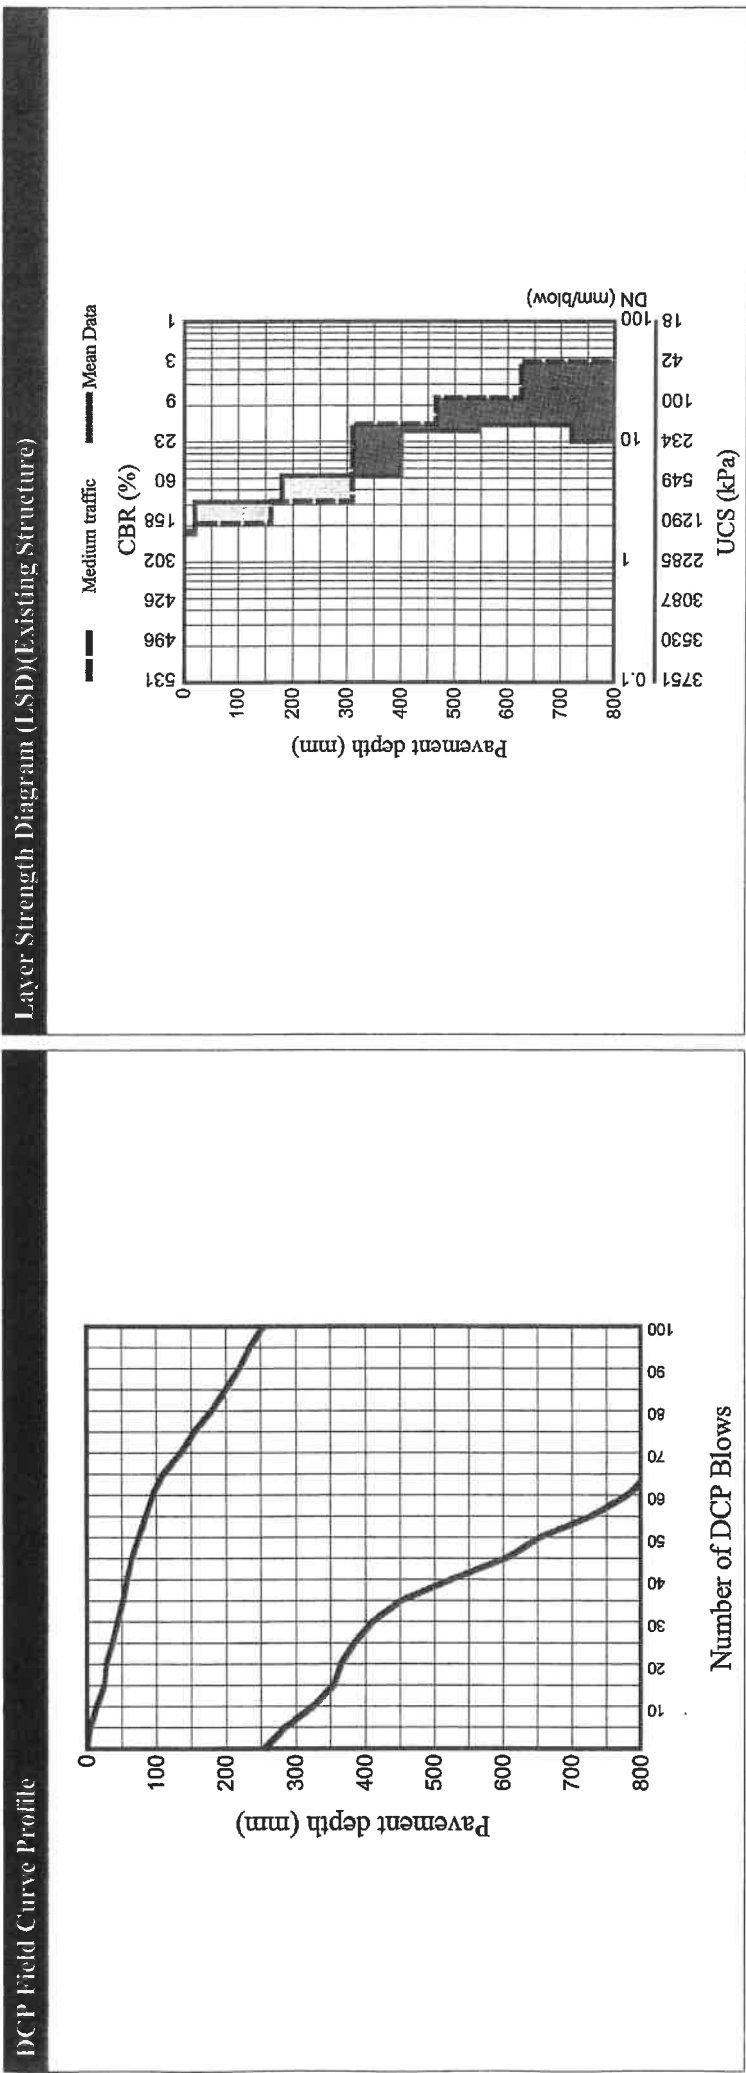 DCP Field Curve Profile
Pavement depth (mm)
0
100
200
300
400
500
600
700
800
10
20
30
40
50
60
70
80
90
100
Number of DCP Blows
Layer Strength Diagram (LSD)(Existing Structure)
Medium traffic
Mean Data
CBR (%)
531 496 426 302 158 60 23 9 3 1
Pavement depth (mm)
0
100
200
300
400
500
600
700
800
0.1 1 10 100
DN (mm/blow)
3751 3530 3087 2285 1290 549 234 100 42 18
UCS (kPa)